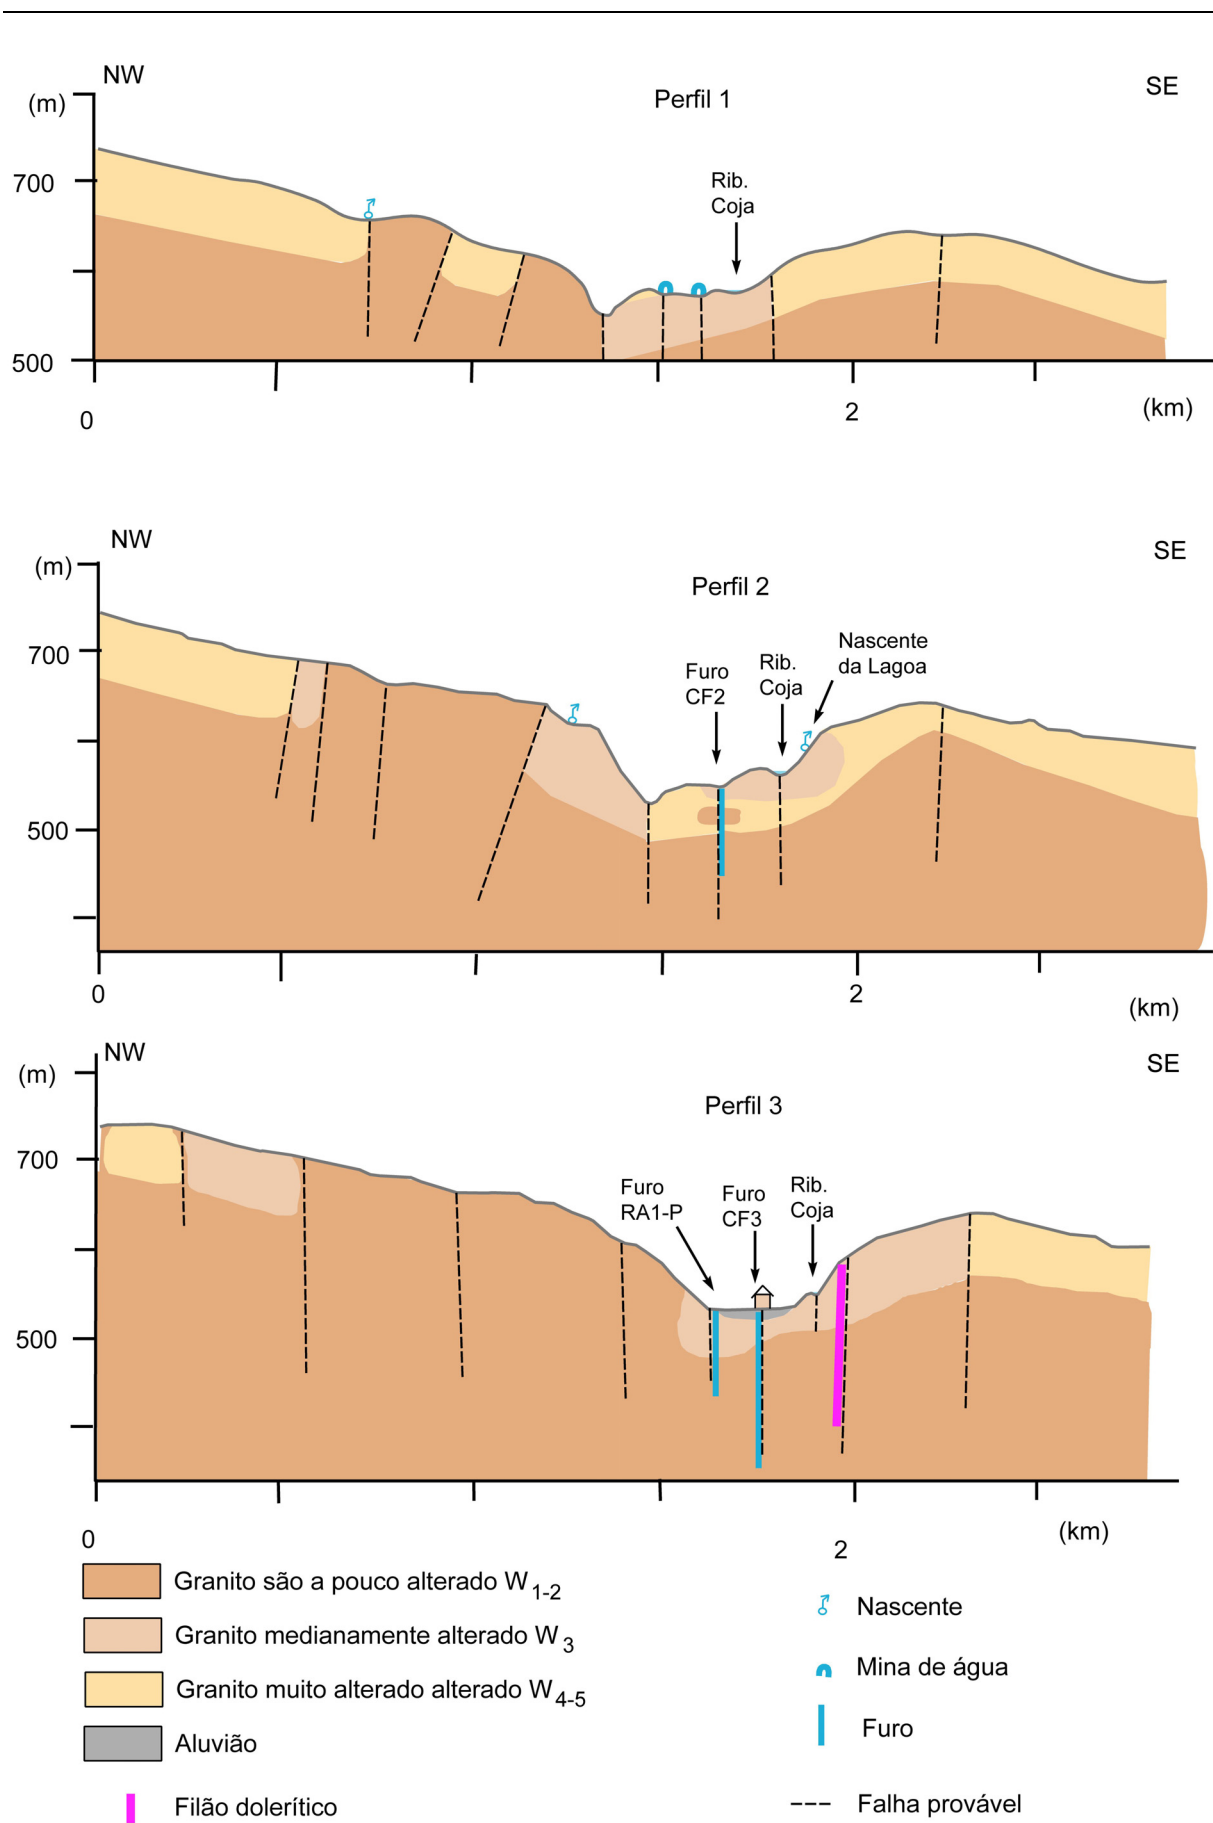 NW
SE
(m)
Perfil 1
700
Rib.
Coja
500
0
2
(km)
NW
SE
(m)
Perfil 2
700
Furo
CF2
Rib.
Coja
Nascente
da Lagoa
500
0
2
(km)
NW
SE
(m)
Perfil 3
700
Furo
RA1-P
Furo
CF3
Rib.
Coja
500
0
2
(km)
Granito são a pouco alterado W1-2
Granito medianamente alterado W3
Granito muito alterado alterado W4-5
Aluvião
Filão dolerítico
Nascente
Mina de água
Furo
Falha provável